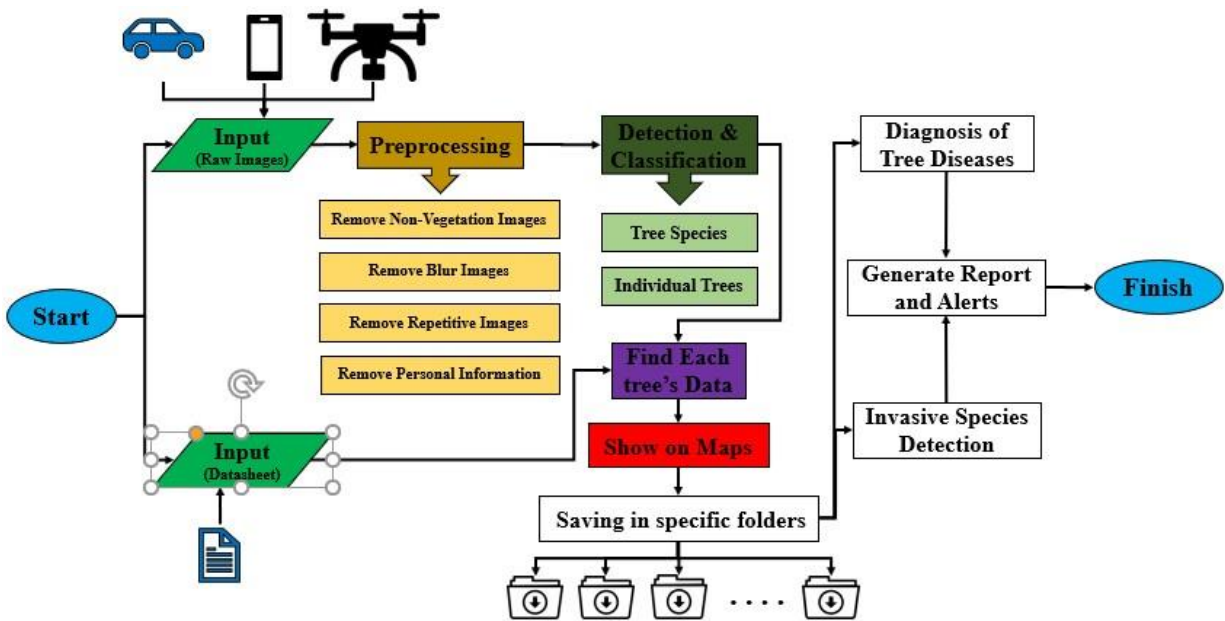 Start
Input
(Raw Images)
Preprocessing
Remove Non-Vegetation Images
Remove Blur Images
Remove Repetitive Images
Remove Personal Information
Detection &
Classification
Tree Species
Individual Trees
Input
(Datasheet)
Find Each
tree's Data
Show on Maps
Saving in specific folders
. . . .
Diagnosis of
Tree Diseases
Generate Report
and Alerts
Invasive Species
Detection
Finish